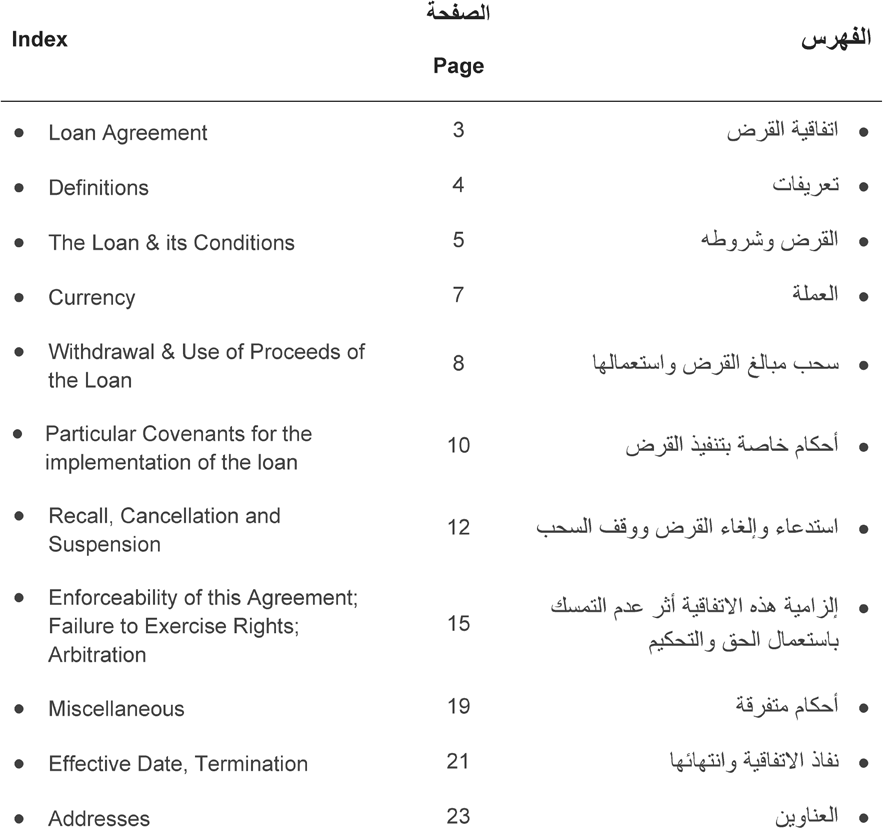 الصفحة
Index الفهرس
Page
• Loan Agreement 3 اتفاقية القرض •
• Definitions 4 تعريفات •
• The Loan & its Conditions 5 القرض وشروطه •
• Currency 7 العملة •
• Withdrawal & Use of Proceeds of
the Loan 8 سحب مبالغ القرض واستعمالها •
• Particular Covenants for the
implementation of the loan 10 أحكام خاصة بتنفيذ القرض •
• Recall, Cancellation and
Suspension 12 استدعاء وإلغاء القرض ووقف السحب •
• Enforceability of this Agreement;
Failure to Exercise Rights; 15 إلزامية هذه الاتفاقية أثر عدم التمسك •
Arbitration باستعمال الحق والتحكيم
• Miscellaneous 19 أحكام متفرقة •
• Effective Date, Termination 21 نفاذ الاتفاقية وانتهائها •
• Addresses 23 العناوين •